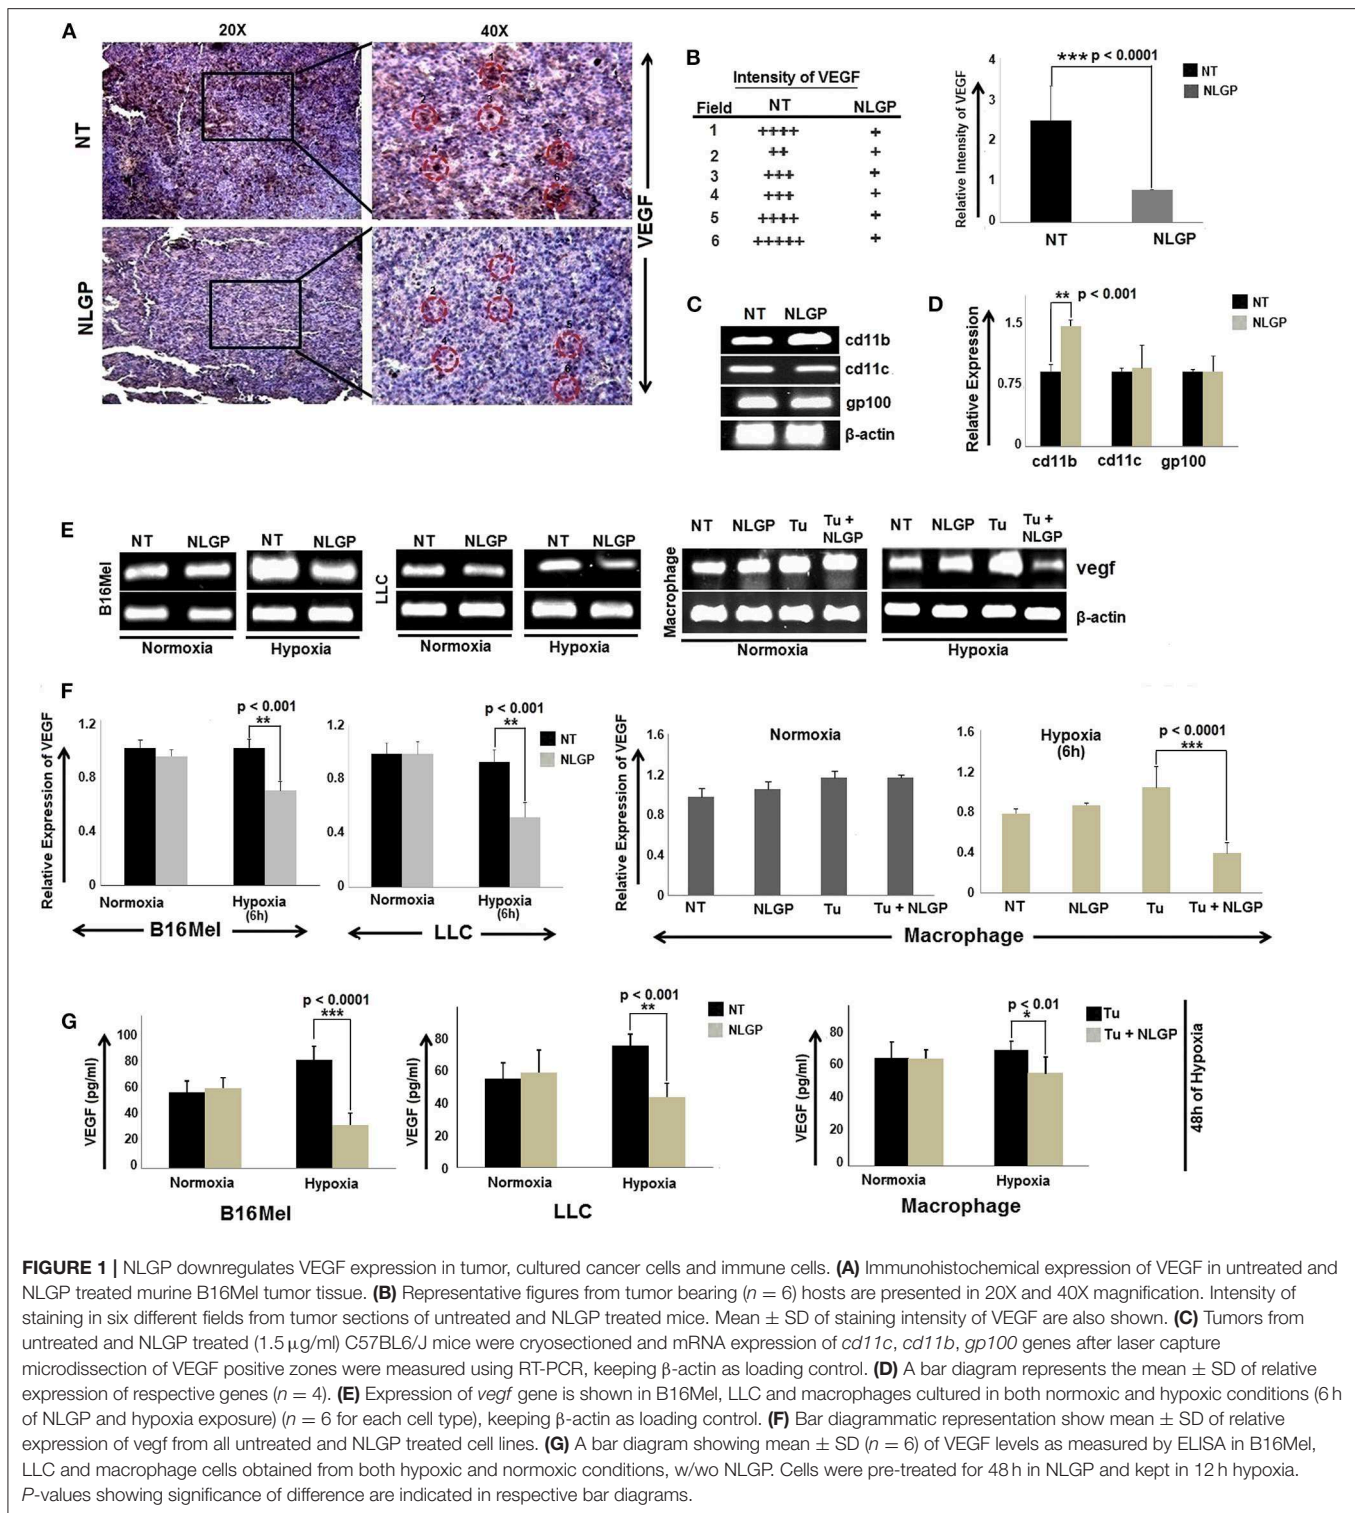 A
20X
40X
NT
NLGP
VEGF
1
2
3
4
5
6
1
2
3
4
5
6
B
Intensity of VEGF
Field NT NLGP
1 ++++ +
2 ++ +
3 +++ +
4 +++ +
5 ++++ +
6 +++++ +
Relative Intensity of VEGF
4
3
2
1
0
*** p < 0.0001
NT
NLGP
NT NLGP
C
NT NLGP
cd11b
cd11c
gp100
β-actin
D
Relative Expression
1.5
0.75
0
** p < 0.001
NT
NLGP
cd11b cd11c gp100
E
B16Mel
NT NLGP
NT NLGP
Normoxia Hypoxia
LLC
NT NLGP
NT NLGP
Normoxia Hypoxia
Macrophage
NT NLGP Tu Tu + NLGP
NT NLGP Tu Tu + NLGP
vegf
β-actin
Normoxia Hypoxia
F
Relative Expression of VEGF
1.2
0.8
0.4
0
p < 0.001
**
Normoxia Hypoxia
(6h)
B16Mel
1.2
0.8
0.4
0
p < 0.001
**
NT
NLGP
Normoxia Hypoxia
(6h)
LLC
Relative Expression of VEGF
1.6
1.2
0.8
0.4
0
Normoxia
NT NLGP Tu Tu + NLGP
1.6
1.2
0.8
0.4
0
Hypoxia
(6h)
p < 0.0001
***
NT NLGP Tu Tu + NLGP
Macrophage
G
VEGF (pg/ml)
100
80
60
40
20
0
p < 0.0001
***
Normoxia Hypoxia
B16Mel
VEGF (pg/ml)
80
60
40
20
0
p < 0.001
**
NT
NLGP
Normoxia Hypoxia
LLC
VEGF (pg/ml)
80
60
40
20
0
p < 0.01
*
Tu
Tu + NLGP
Normoxia Hypoxia
Macrophage
48h of Hypoxia
FIGURE 1 | NLGP downregulates VEGF expression in tumor, cultured cancer cells and immune cells. (A) Immunohistochemical expression of VEGF in untreated and
NLGP treated murine B16Mel tumor tissue. (B) Representative figures from tumor bearing (n = 6) hosts are presented in 20X and 40X magnification. Intensity of
staining in six different fields from tumor sections of untreated and NLGP treated mice. Mean ± SD of staining intensity of VEGF are also shown. (C) Tumors from
untreated and NLGP treated (1.5 μg/ml) C57BL6/J mice were cryosectioned and mRNA expression of cd11c, cd11b, gp100 genes after laser capture
microdissection of VEGF positive zones were measured using RT-PCR, keeping β-actin as loading control. (D) A bar diagram represents the mean ± SD of relative
expression of respective genes (n = 4). (E) Expression of vegf gene is shown in B16Mel, LLC and macrophages cultured in both normoxic and hypoxic conditions (6 h
of NLGP and hypoxia exposure) (n = 6 for each cell type), keeping β-actin as loading control. (F) Bar diagrammatic representation show mean ± SD of relative
expression of vegf from all untreated and NLGP treated cell lines. (G) A bar diagram showing mean ± SD (n = 6) of VEGF levels as measured by ELISA in B16Mel,
LLC and macrophage cells obtained from both hypoxic and normoxic conditions, w/wo NLGP. Cells were pre-treated for 48 h in NLGP and kept in 12 h hypoxia.
P-values showing significance of difference are indicated in respective bar diagrams.